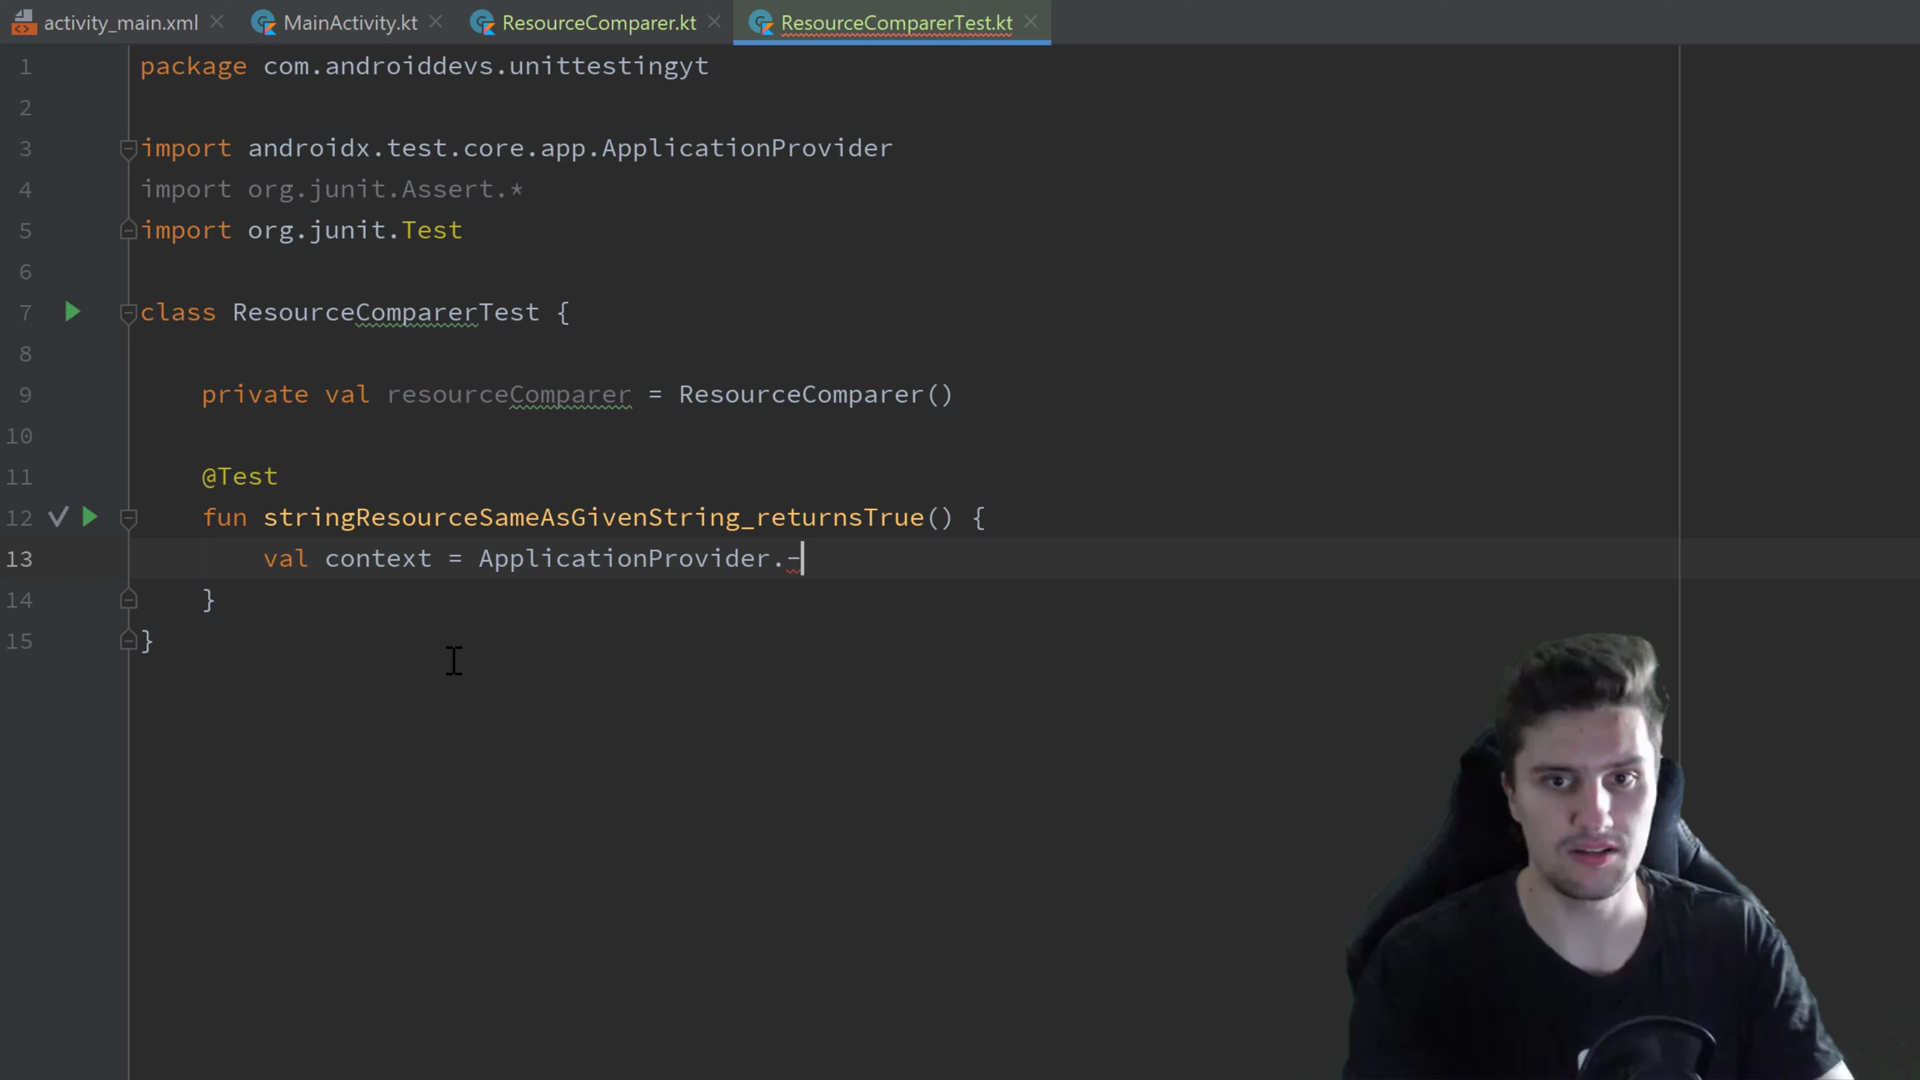 activity_main.xml MainActivity.kt ResourceComparer.kt ResourceComparerTest.kt
1 package com.androiddevs.unittestingyt
2
3 import androidx.test.core.app.ApplicationProvider
4 import org.junit.Assert.*
5 import org.junit.Test
6
7 class ResourceComparerTest {
8
9 private val resourceComparer = ResourceComparer()
10
11 @Test
12 fun stringResourceSameAsGivenString_returnsTrue() {
13 val context = ApplicationProvider.-
14 }
15 }